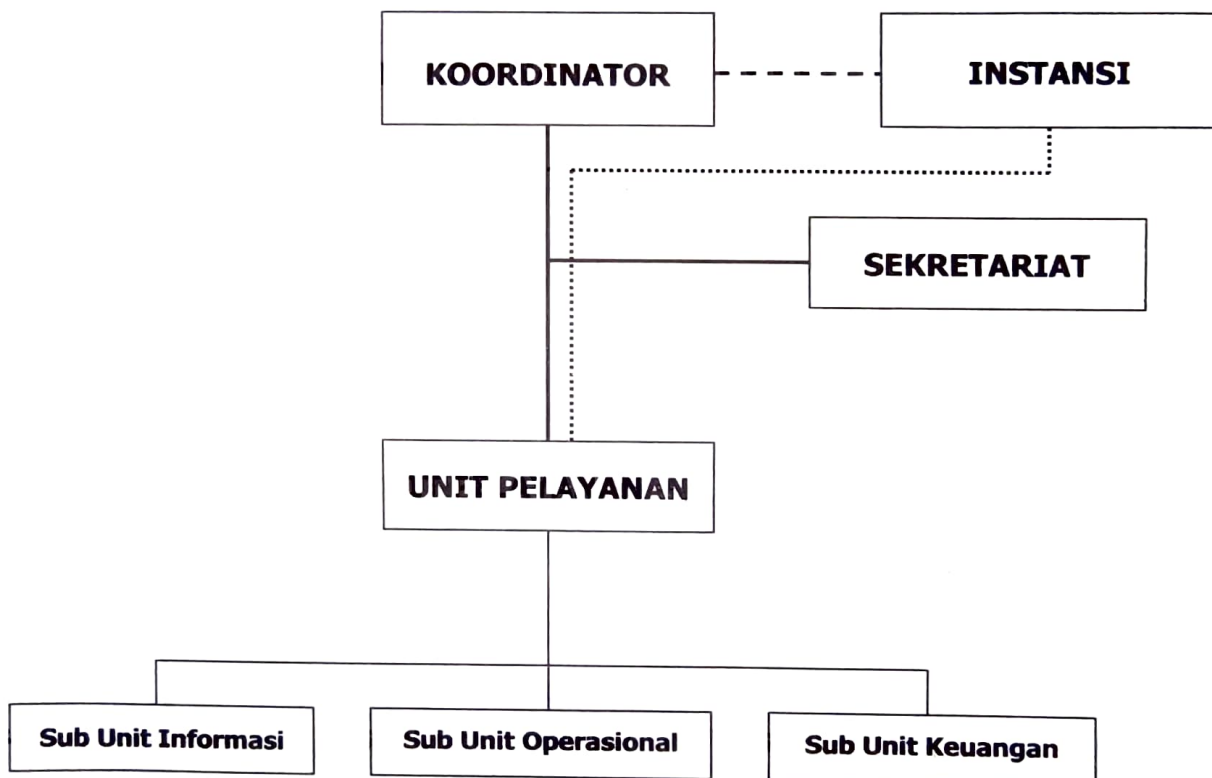 KOORDINATOR
INSTANSI
SEKRETARIAT
UNIT PELAYANAN
Sub Unit Informasi
Sub Unit Operasional
Sub Unit Keuangan